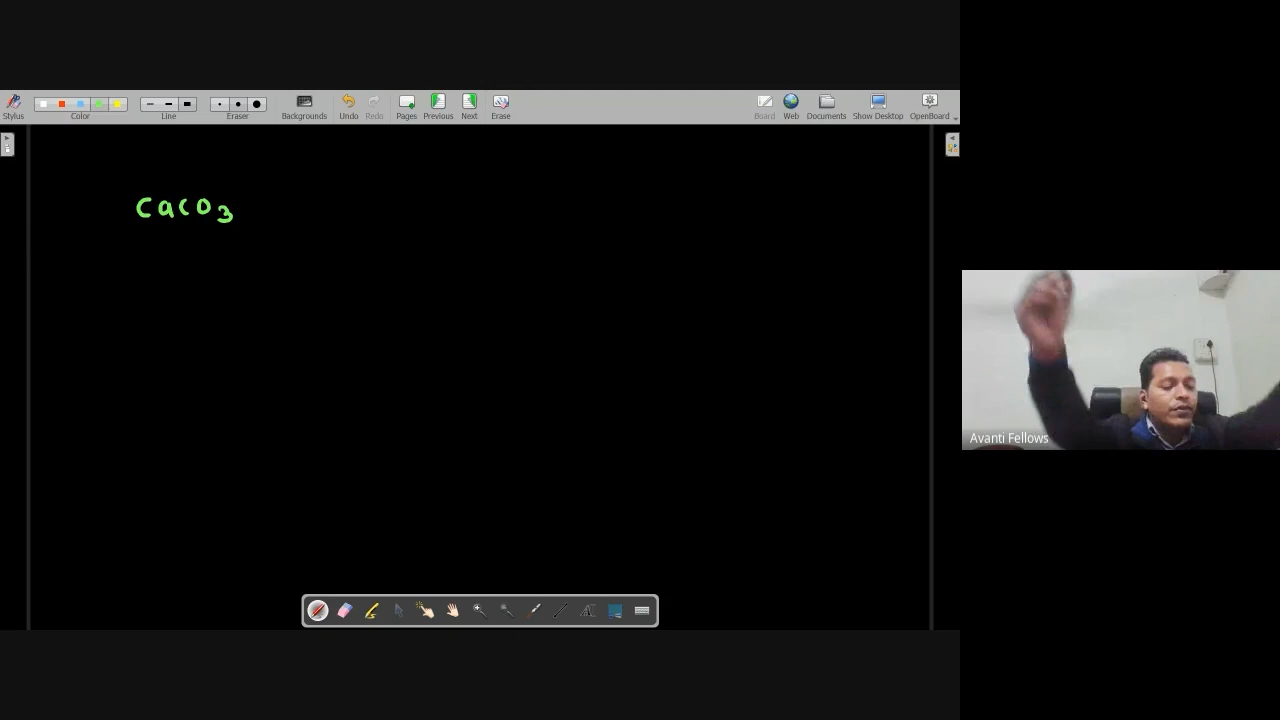 Stylus
Color
Line
Eraser
Backgrounds
Undo
Redo
Pages
Previous
Next
Erase
Board
Web
Documents
Show Desktop
OpenBoard
CaCO3
Avanti Fellows